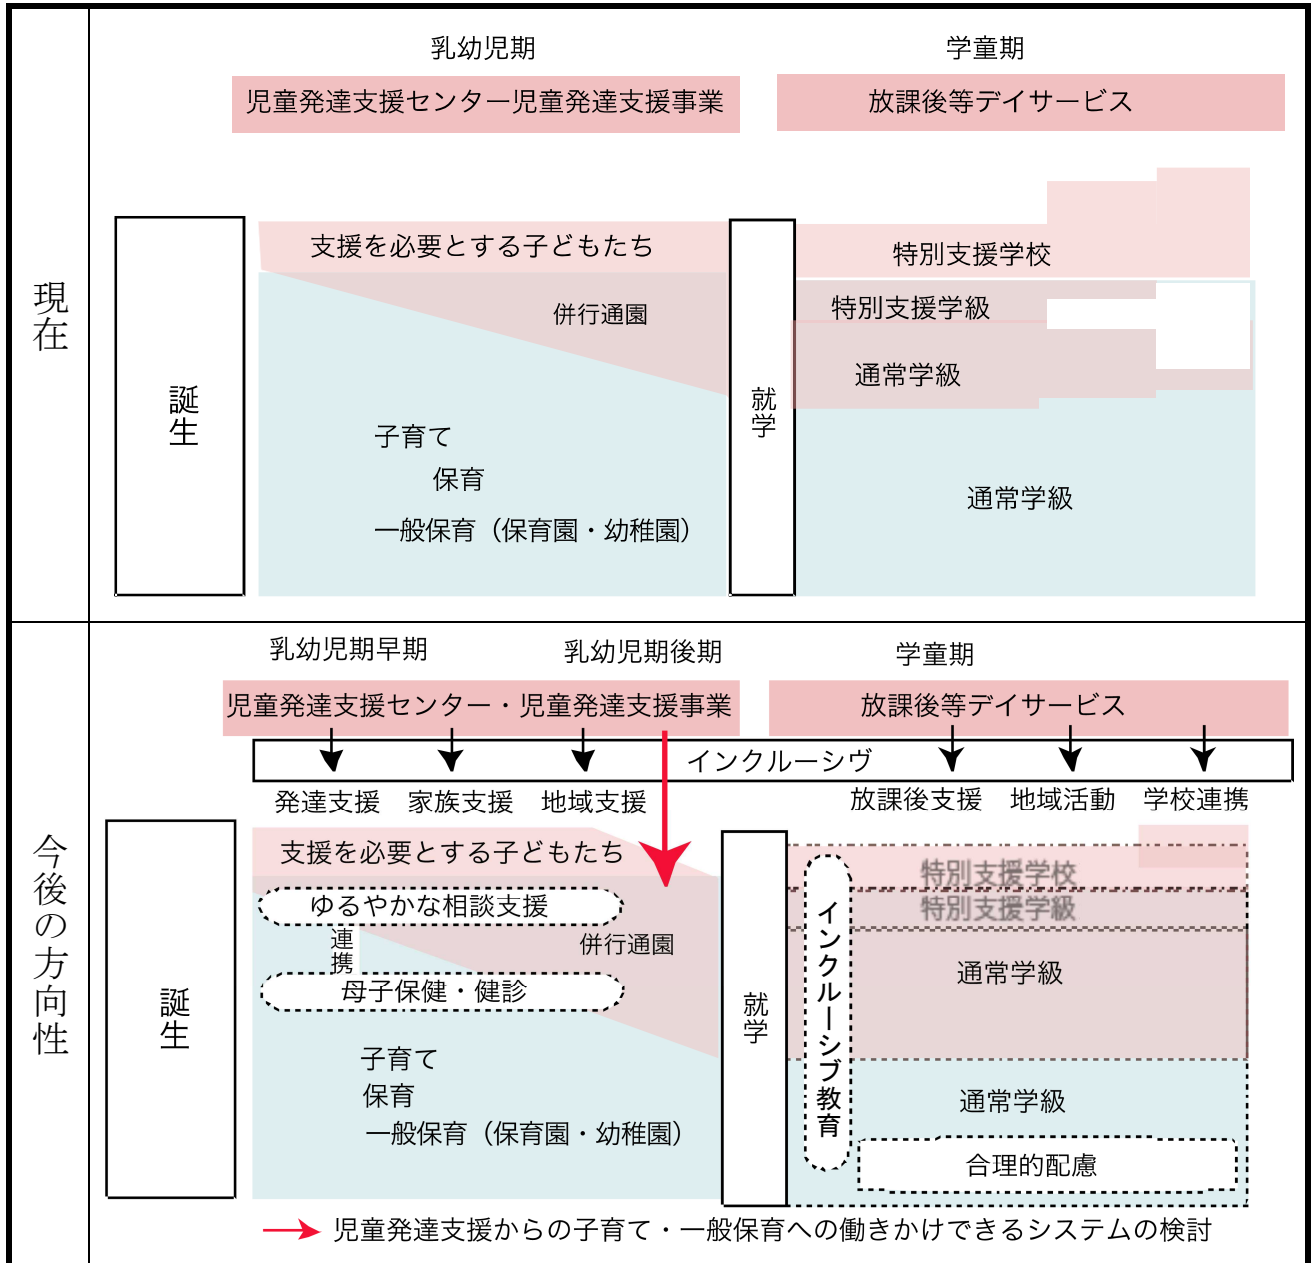 現在
乳幼児期
学童期
児童発達支援センター児童発達支援事業
放課後等デイサービス
誕生
支援を必要とする子どもたち
併行通園
子育て
保育
一般保育（保育園・幼稚園）
就学
特別支援学校
特別支援学級
通常学級
通常学級
今後の方向性
乳幼児期早期
乳幼児期後期
学童期
児童発達支援センター・児童発達支援事業
放課後等デイサービス
インクルーシヴ
発達支援
家族支援
地域支援
放課後支援
地域活動
学校連携
誕生
支援を必要とする子どもたち
ゆるやかな相談支援
連携
併行通園
母子保健・健診
子育て
保育
一般保育（保育園・幼稚園）
就学
インクルーシブ教育
特別支援学校
特別支援学級
通常学級
通常学級
合理的配慮
児童発達支援からの子育て・一般保育への働きかけできるシステムの検討